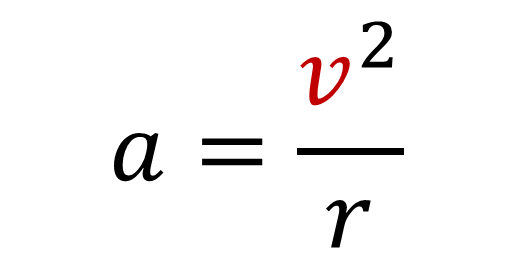 a = v²/r